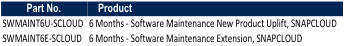 Part No. Product
SWMAINT6U-SCLOUD 6 Months - Software Maintenance New Product Uplift, SNAPCLOUD
SWMAINT6E-SCLOUD 6 Months - Software Maintenance Extension, SNAPCLOUD